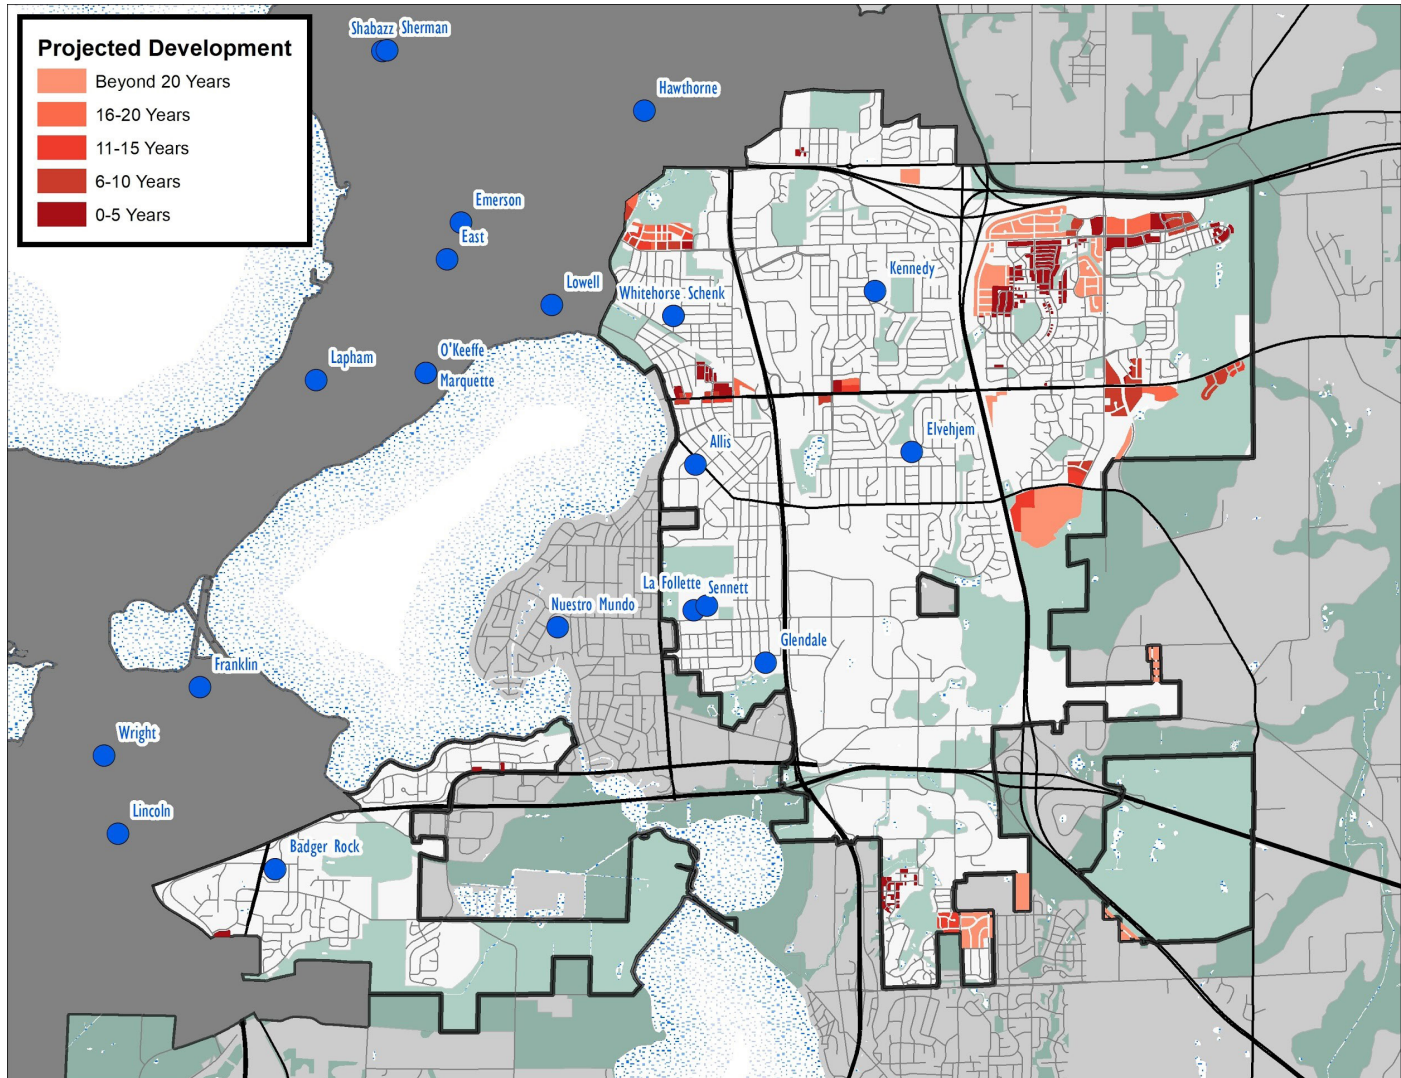 Shabazz Sherman
Projected Development
Beyond 20 Years
16-20 Years
11-15 Years
6-10 Years
0-5 Years
Hawthorne
Emerson
East
Kennedy
Lowell
Whitehorse Schenk
O'Keeffe
Lapham
Marquette
Allis
Elvehjem
La Follette
Sennett
Nuestro Mundo
Glendale
Franklin
Wright
Lincoln
Badger Rock